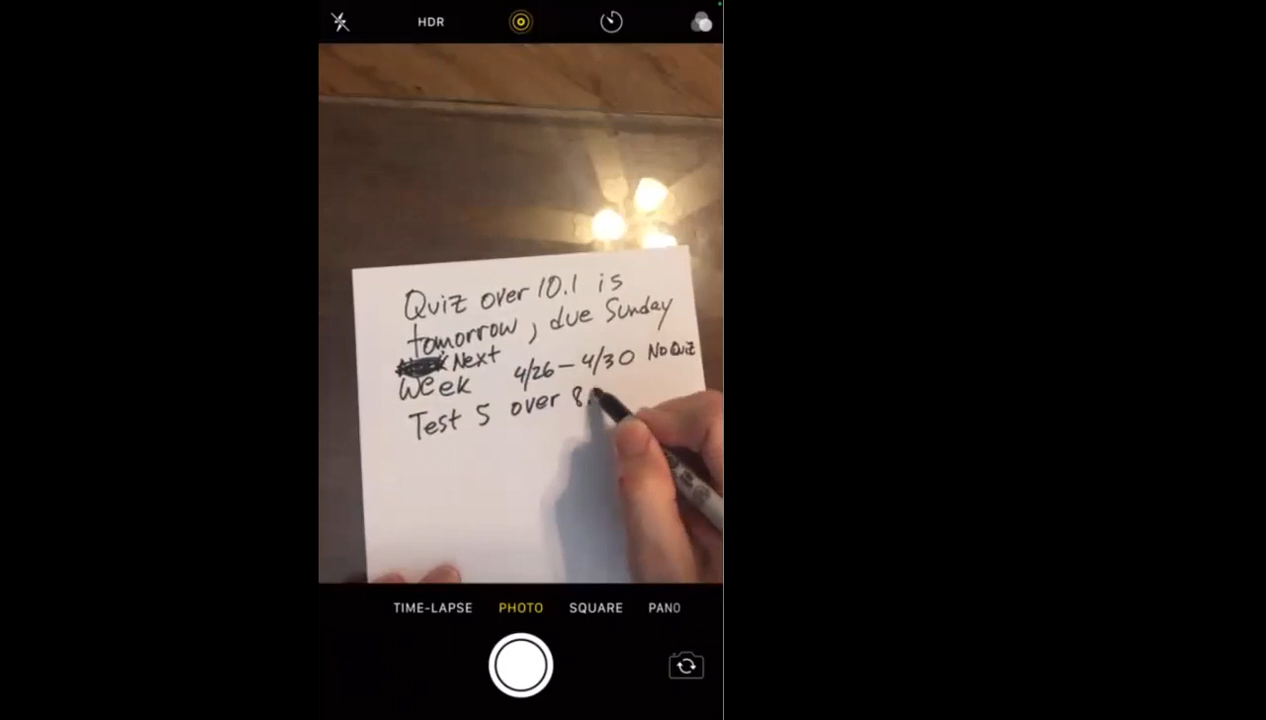 HDR
Quiz over 10.1 is
tomorrow, due Sunday
Next
Week 4/26 – 4/30 No Quiz
Test 5 over 8.
TIME-LAPSE PHOTO SQUARE PANO